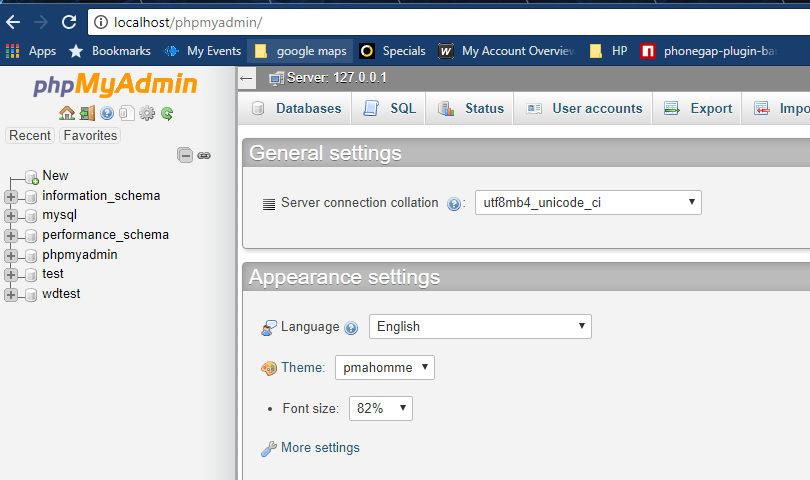 localhost/phpmyadmin/
Apps Bookmarks My Events google maps Specials My Account Overview HP phonegap-plugin-ba
phpMyAdmin
Recent Favorites
New
information_schema
mysql
performance_schema
phpmyadmin
test
wdtest
Server: 127.0.0.1
Databases SQL Status User accounts Export Impo
General settings
Server connection collation : utf8mb4_unicode_ci
Appearance settings
Language English
Theme: pmahomme
Font size: 82%
More settings